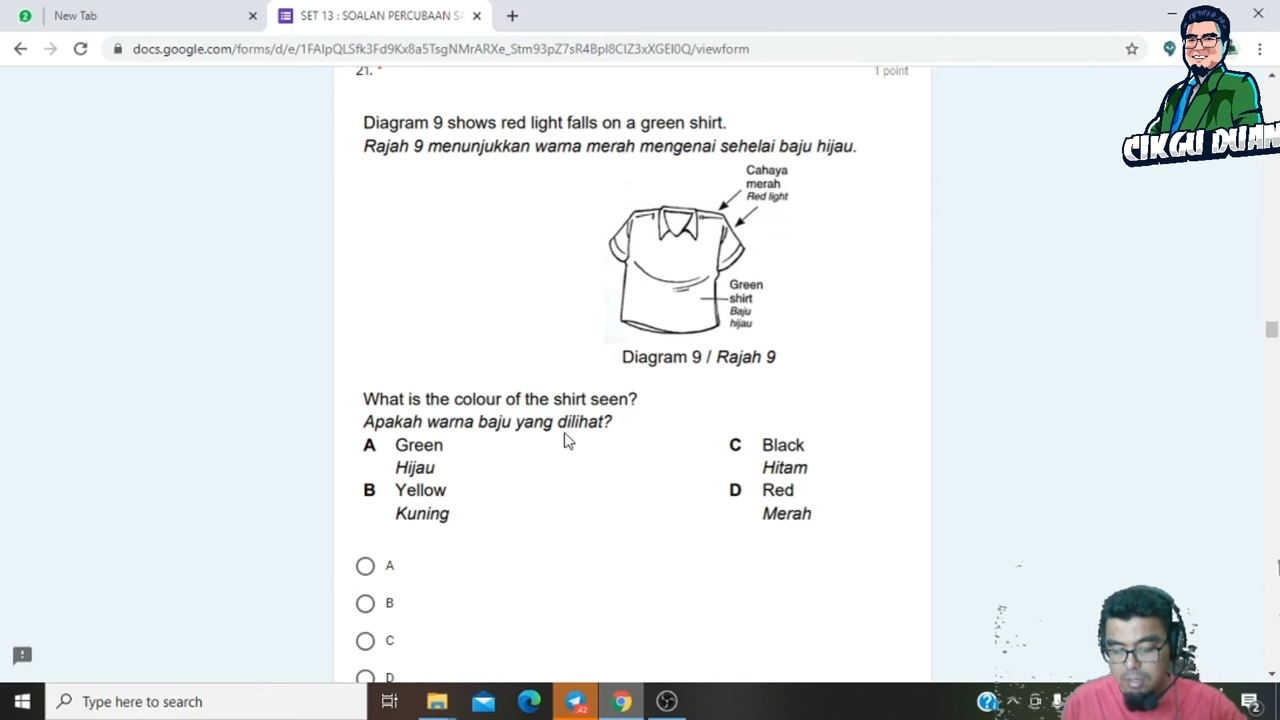 New Tab
SET 13 : SOALAN PERCUBAAN SA
docs.google.com/forms/d/e/1FAIpQLSfk3Fd9Kx8a5TsgNMrARXe_Stm93pZ7sR4BpI8CIZ3xXGEI0Q/viewform
CIKGU DUAN
21. *
1 point
Diagram 9 shows red light falls on a green shirt.
Rajah 9 menunjukkan warna merah mengenai sehelai baju hijau.
Cahaya
merah
Red light
Green
shirt
Baju
hijau
Diagram 9 / Rajah 9
What is the colour of the shirt seen?
Apakah warna baju yang dilihat?
A Green
Hijau
B Yellow
Kuning
C Black
Hitam
D Red
Merah
A
B
C
D
Type here to search